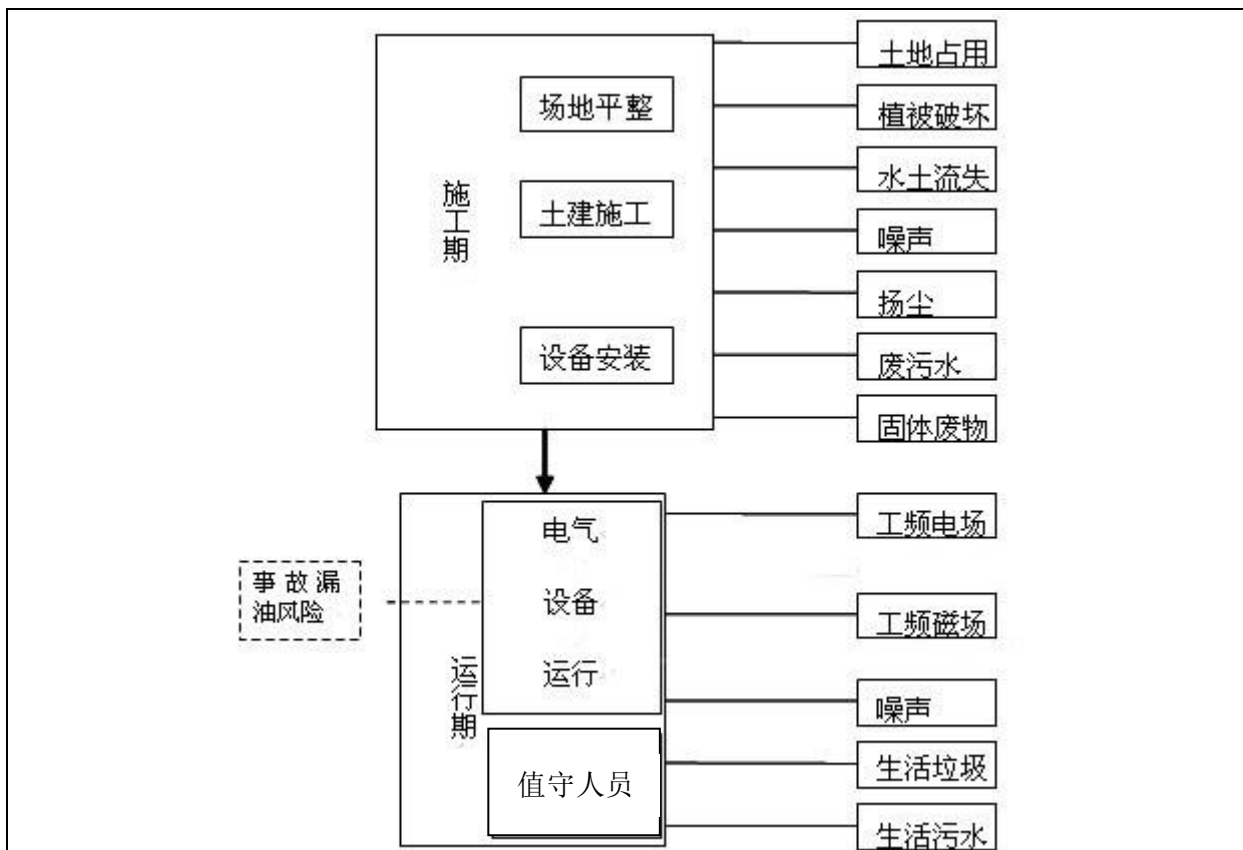 土地占用
场地平整
植被破坏
水土流失
施工期
土建施工
噪声
扬尘
设备安装
废污水
固体废物
电气
设备
运行
工频电场
事故漏
油风险
工频磁场
运行期
噪声
值守人员
生活垃圾
生活污水